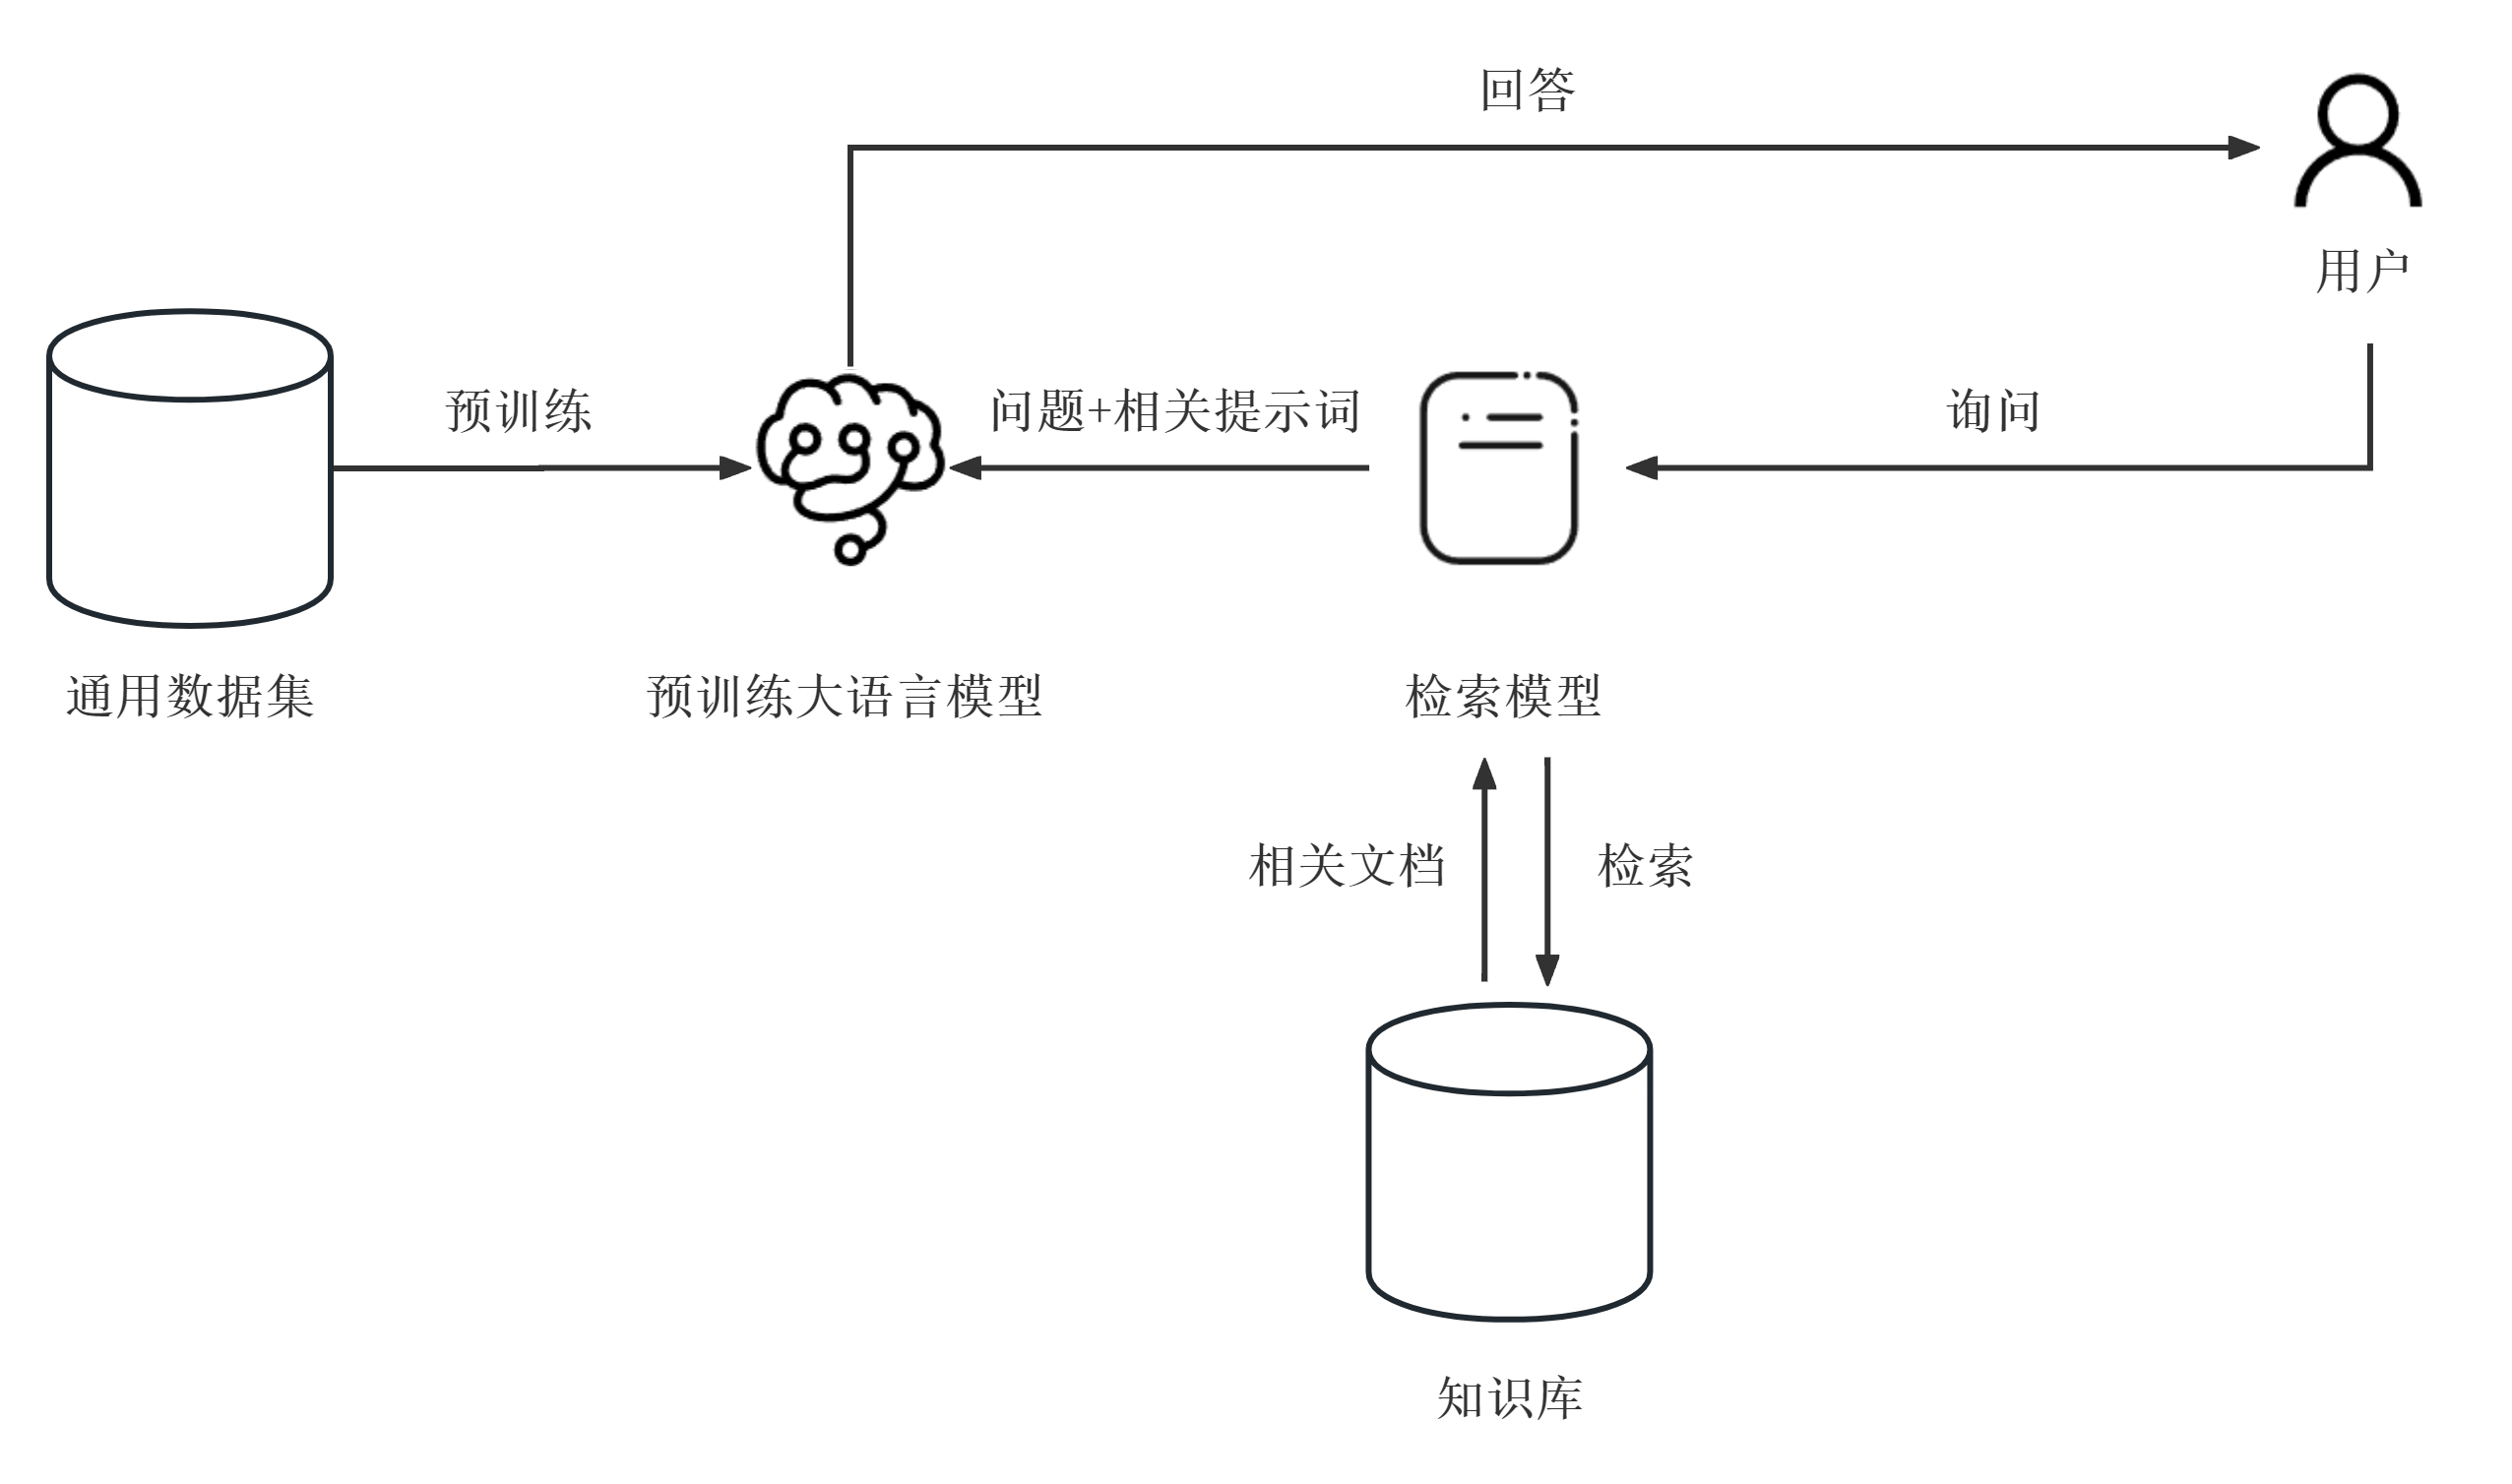 回答
用户
预训练
问题+相关提示词
询问
通用数据集
预训练大语言模型
检索模型
相关文档
检索
知识库